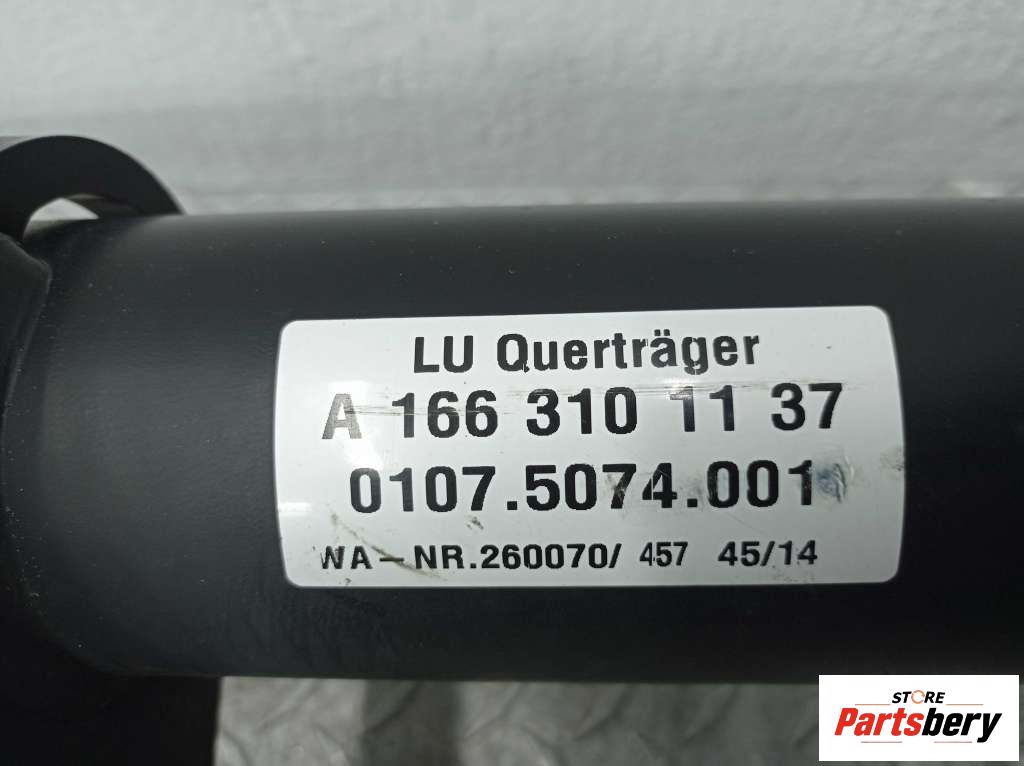 LU Querträger
A 166 310 11 37
0107.5074.001
WA-NR.260070/ 457 45/14
STORE
Partsbery